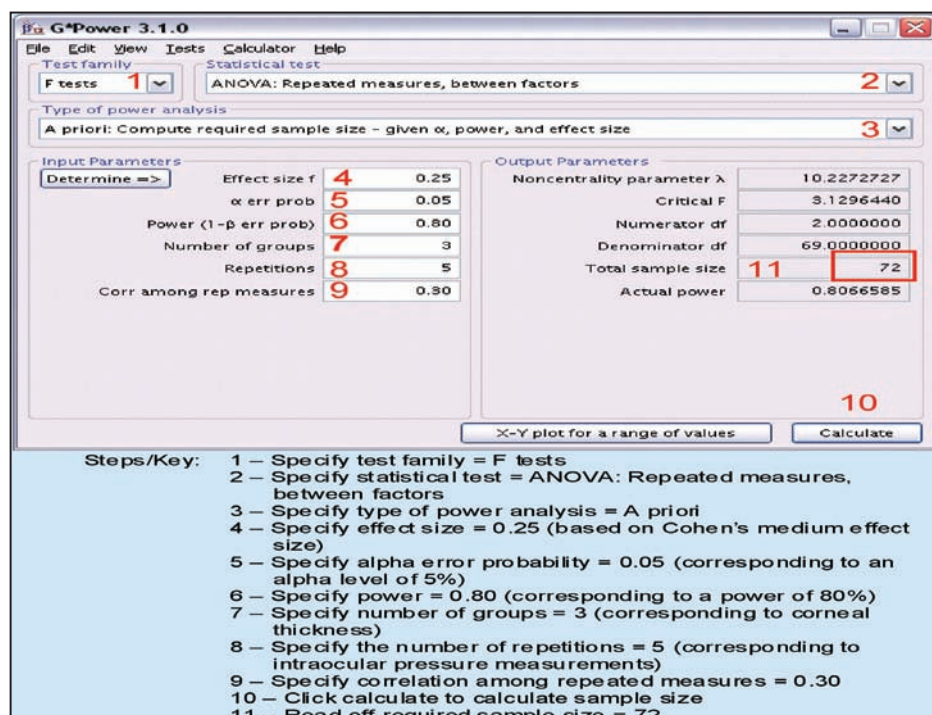 G*Power 3.1.0
File Edit View Tests Calculator Help
Test family Statistical test
F tests 1 ANOVA: Repeated measures, between factors 2
Type of power analysis
A priori: Compute required sample size – given α, power, and effect size 3
Input Parameters Output Parameters
Determine => Effect size f 4 0.25 Noncentrality parameter λ 10.2272727
α err prob 5 0.05 Critical F 3.1296440
Power (1-β err prob) 6 0.80 Numerator df 2.0000000
Number of groups 7 3 Denominator df 69.0000000
Repetitions 8 5 Total sample size 11 72
Corr among rep measures 9 0.30 Actual power 0.8066585
10
X-Y plot for a range of values Calculate
Steps/Key: 1 – Specify test family = F tests
2 – Specify statistical test = ANOVA: Repeated measures,
between factors
3 – Specify type of power analysis = A priori
4 – Specify effect size = 0.25 (based on Cohen's medium effect
size)
5 – Specify alpha error probability = 0.05 (corresponding to an
alpha level of 5%)
6 – Specify power = 0.80 (corresponding to a power of 80%)
7 – Specify number of groups = 3 (corresponding to corneal
thickness)
8 – Specify the number of repetitions = 5 (corresponding to
intraocular pressure measurements)
9 – Specify correlation among repeated measures = 0.30
10 – Click calculate to calculate sample size
11 – Read off required sample size = 72